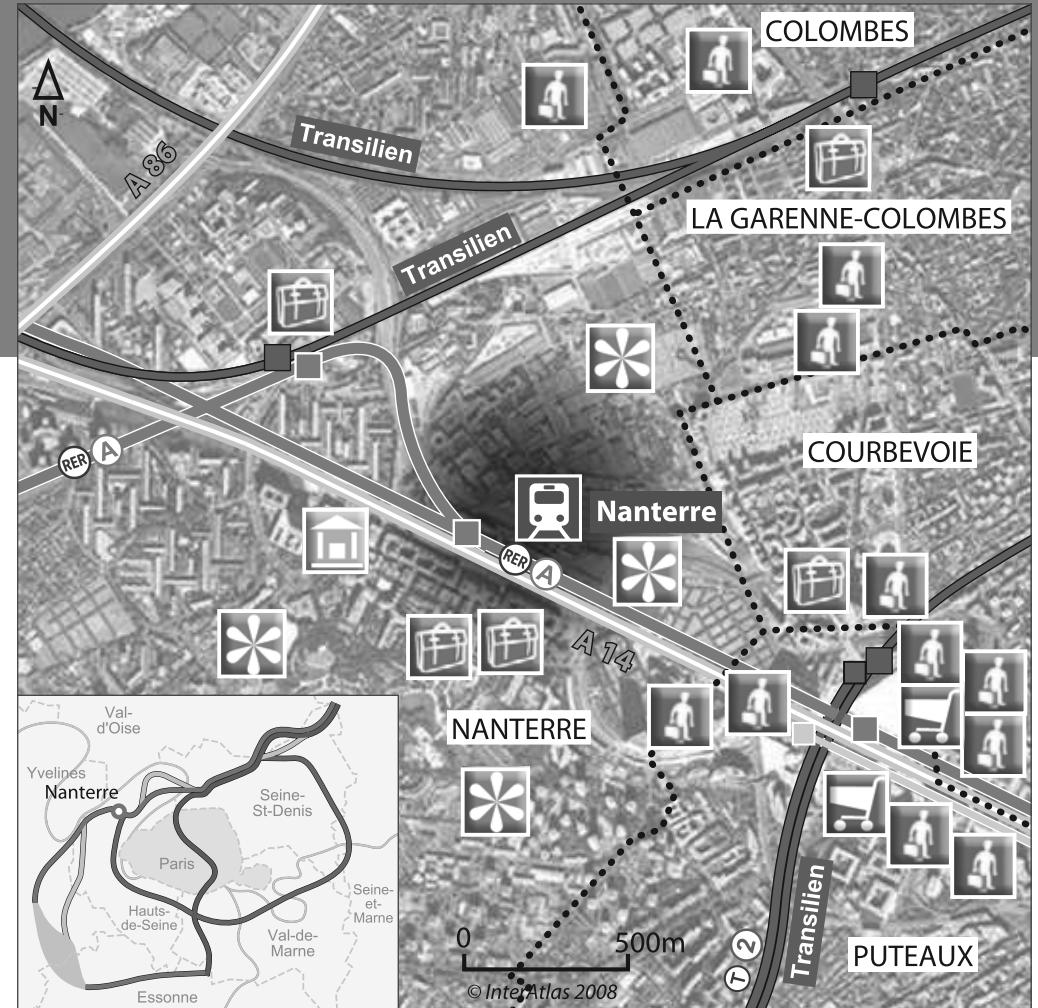 COLOMBES
N
Transilien
A 86
LA GARENNE-COLOMBES
Transilien
COURBEVOIE
RER A
Nanterre
RER A
A 14
NANTERRE
Val-
d'Oise
Yvelines
Nanterre
Seine-
St-Denis
Paris
Seine-
et-
Marne
Hauts-
de-Seine
Val-de-
Marne
Essonne
0 500m
© InterAtlas 2008
T 2
Transilien
PUTEAUX